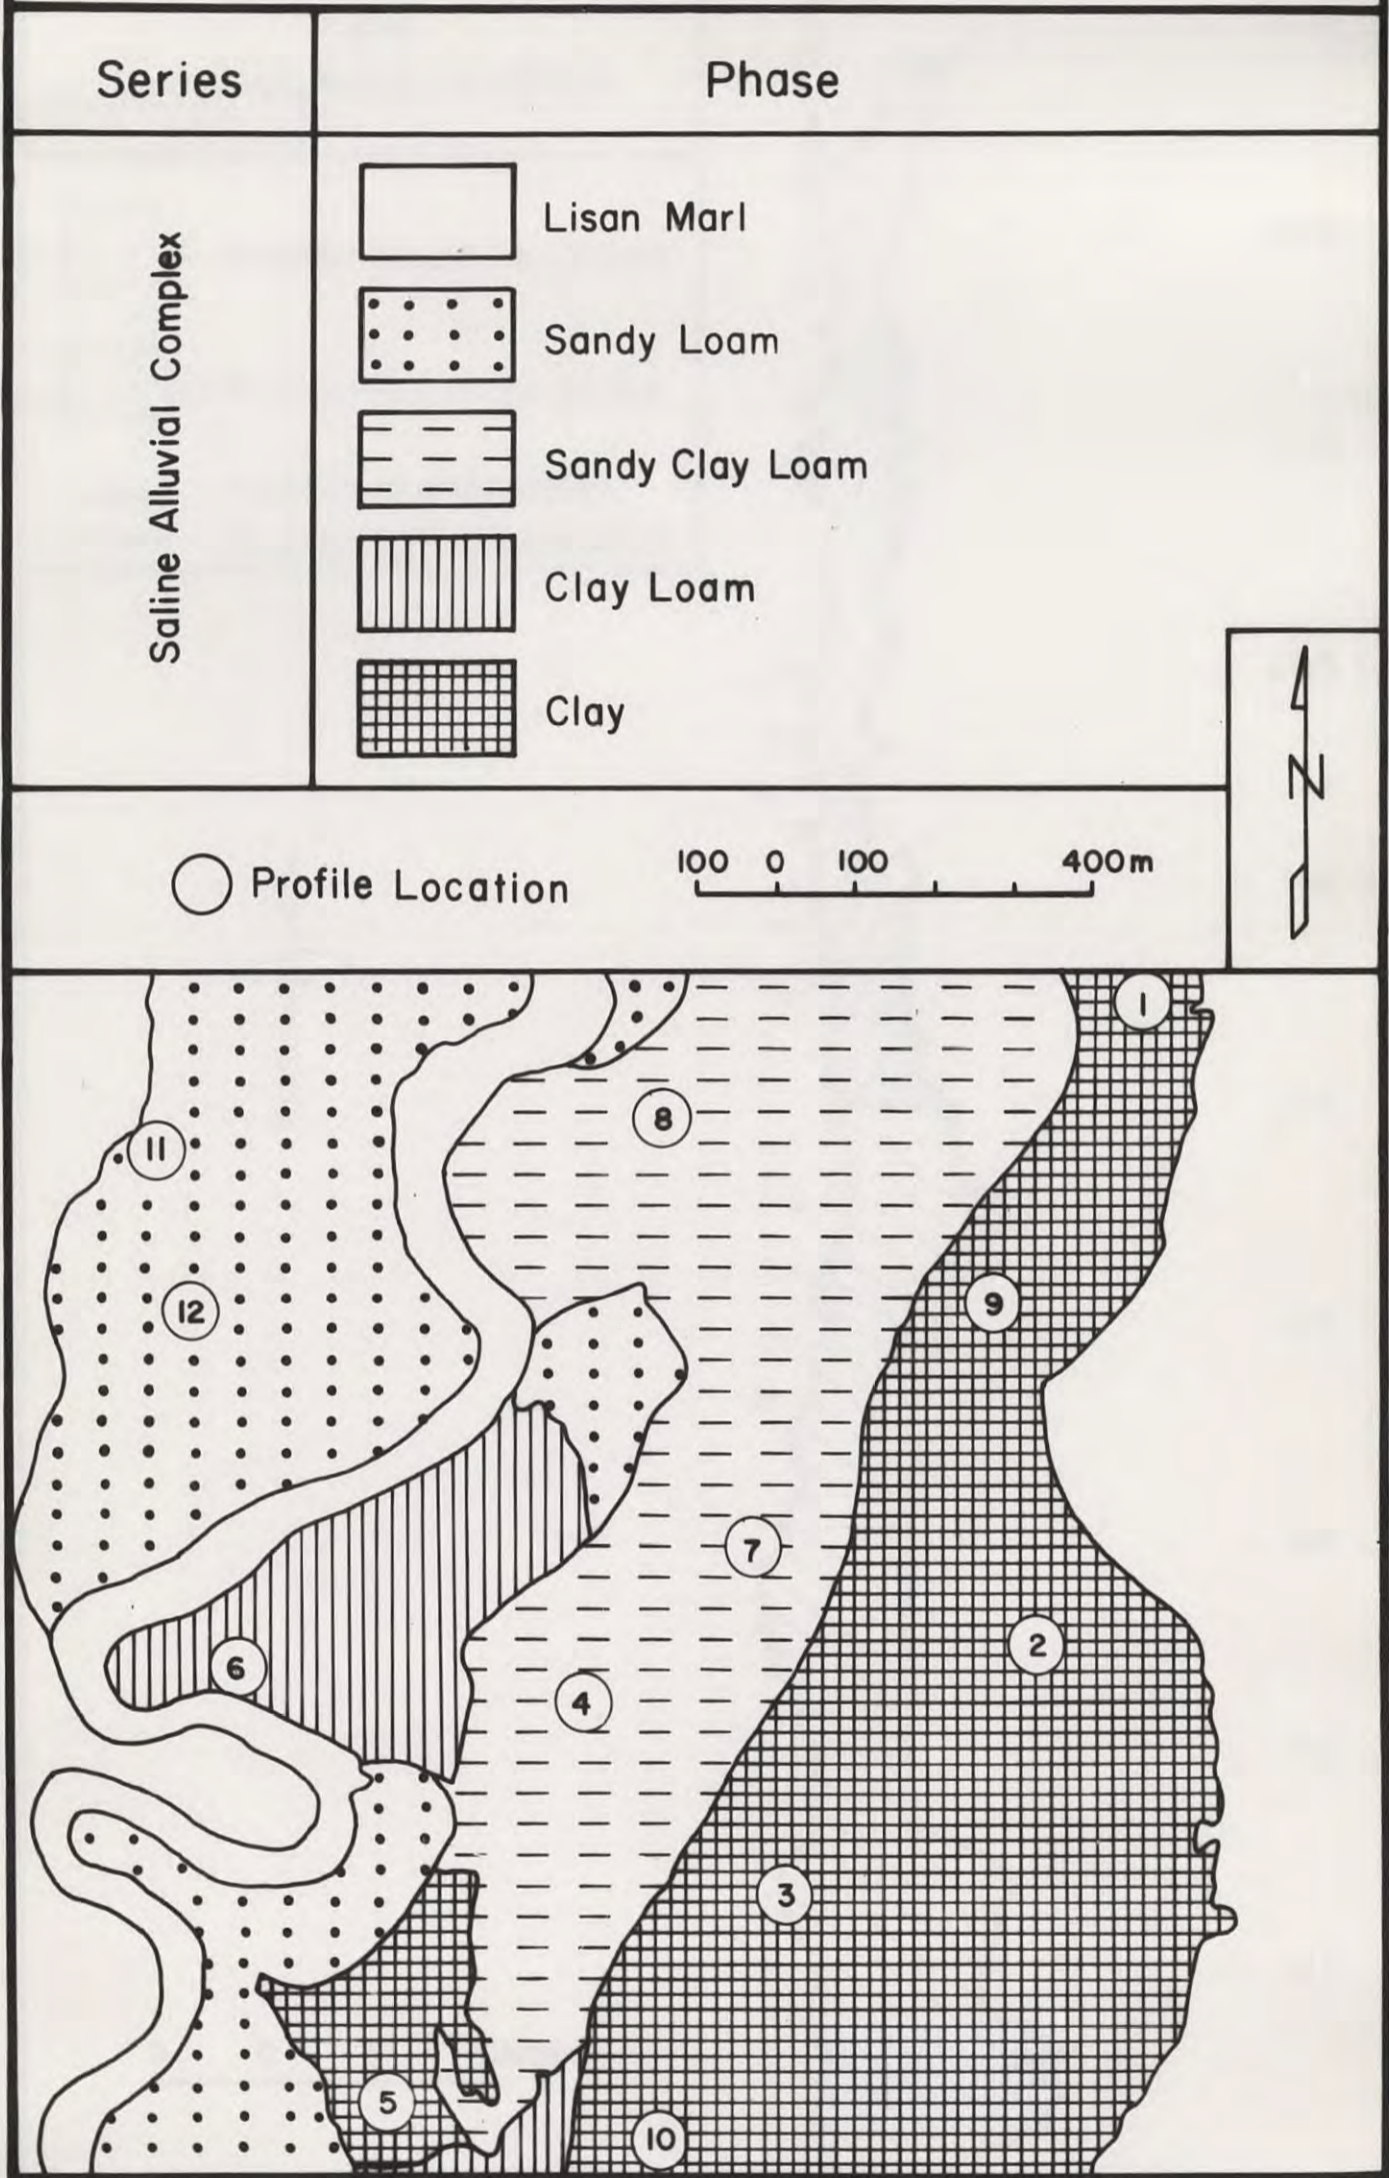 Series
Phase
Saline Alluvial Complex
Lisan Marl
Sandy Loam
Sandy Clay Loam
Clay Loam
Clay
N
Profile Location
100 0 100 400m
1
8
11
9
12
7
2
6
4
3
5
10